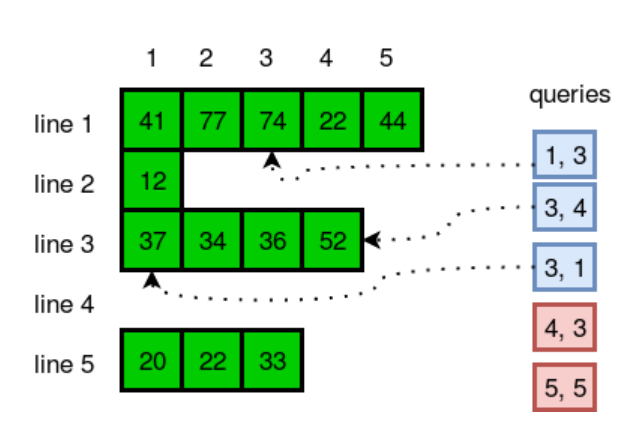 1 2 3 4 5
queries
line 1 41 77 74 22 44
1, 3
line 2 12
3, 4
line 3 37 34 36 52
3, 1
line 4
4, 3
line 5 20 22 33
5, 5